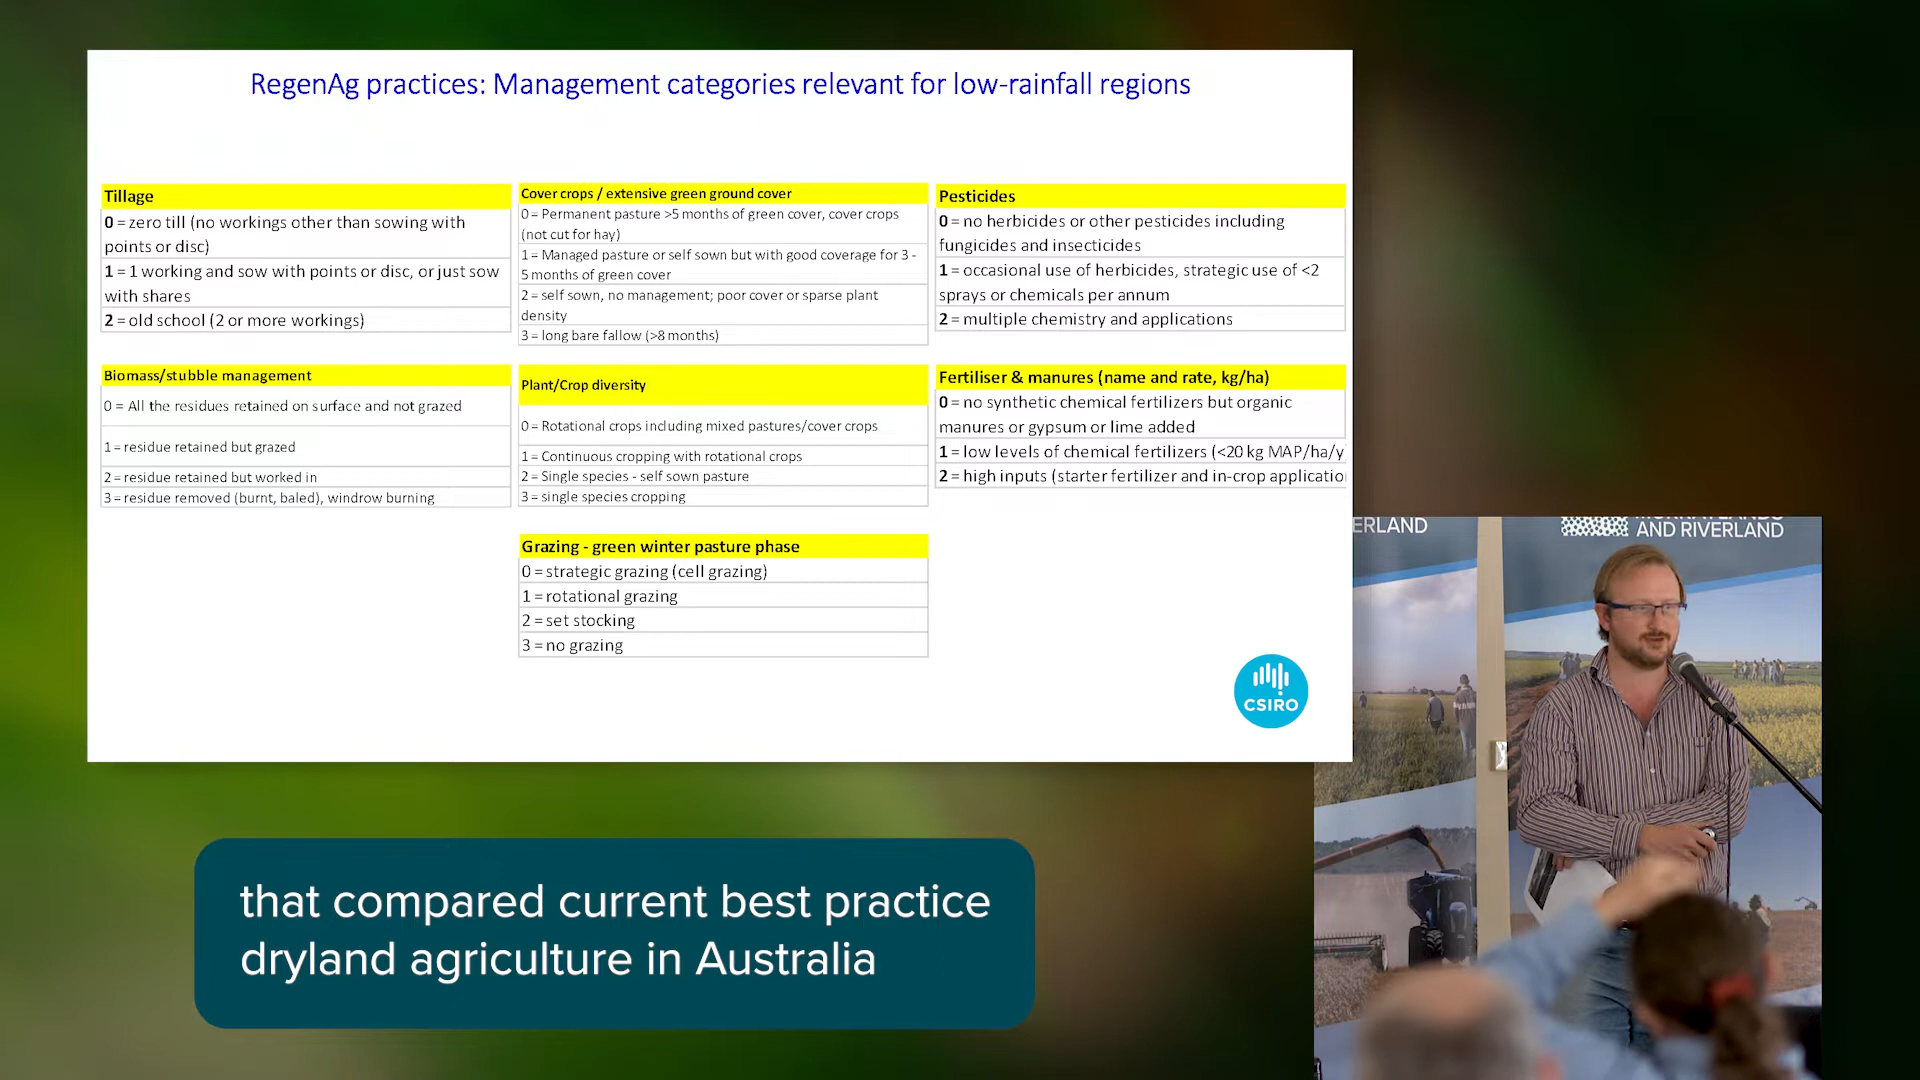 RegenAg practices: Management categories relevant for low-rainfall regions
Tillage
0 = zero till (no workings other than sowing with
points or disc)
1 = 1 working and sow with points or disc, or just sow
with shares
2 = old school (2 or more workings)
Cover crops / extensive green ground cover
0 = Permanent pasture >5 months of green cover, cover crops
(not cut for hay)
1 = Managed pasture or self sown but with good coverage for 3 -
5 months of green cover
2 = self sown, no management; poor cover or sparse plant
density
3 = long bare fallow (>8 months)
Pesticides
0 = no herbicides or other pesticides including
fungicides and insecticides
1 = occasional use of herbicides, strategic use of <2
sprays or chemicals per annum
2 = multiple chemistry and applications
Biomass/stubble management
0 = All the residues retained on surface and not grazed
1 = residue retained but grazed
2 = residue retained but worked in
3 = residue removed (burnt, baled), windrow burning
Plant/Crop diversity
0 = Rotational crops including mixed pastures/cover crops
1 = Continuous cropping with rotational crops
2 = Single species - self sown pasture
3 = single species cropping
Fertiliser & manures (name and rate, kg/ha)
0 = no synthetic chemical fertilizers but organic
manures or gypsum or lime added
1 = low levels of chemical fertilizers (<20 kg MAP/ha/y
2 = high inputs (starter fertilizer and in-crop applicatio
Grazing - green winter pasture phase
0 = strategic grazing (cell grazing)
1 = rotational grazing
2 = set stocking
3 = no grazing
CSIRO
ERLAND
AND RIVERLAND
that compared current best practice
dryland agriculture in Australia